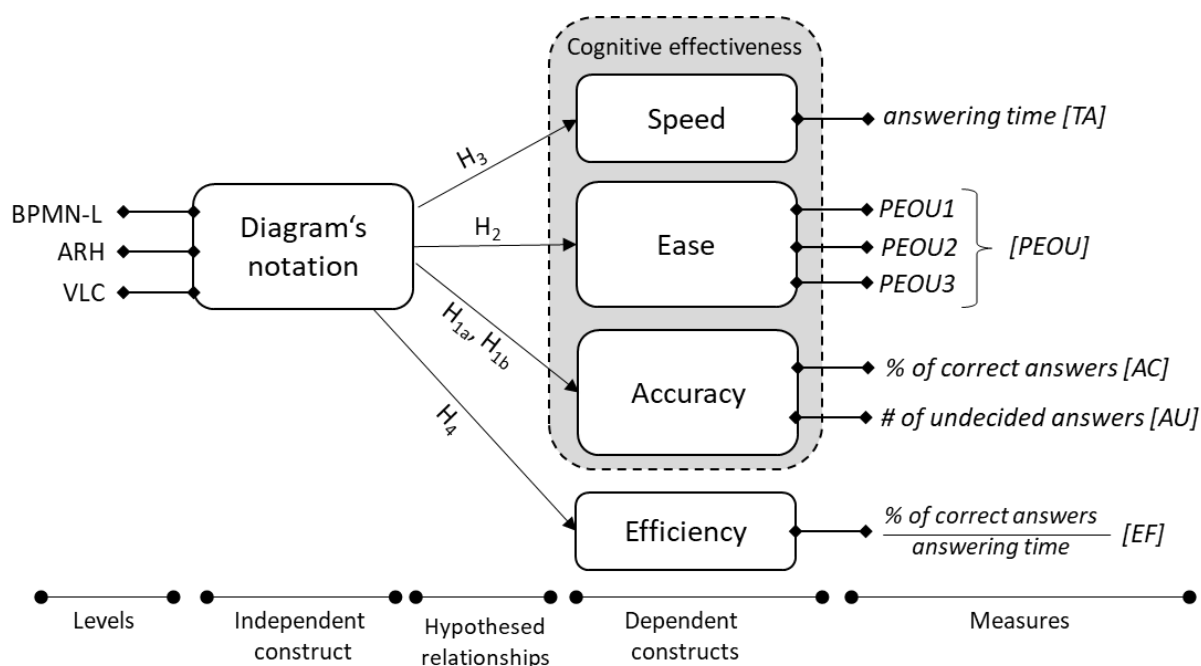 Cognitive effectiveness
Speed
answering time [TA]
H3
BPMN-L
ARH
VLC
Diagram‘s
notation
H2
Ease
PEOU1
PEOU2
PEOU3
[PEOU]
H1a, H1b
Accuracy
% of correct answers [AC]
# of undecided answers [AU]
H4
Efficiency
% of correct answers
answering time
[EF]
Levels
Independent
construct
Hypothesed
relationships
Dependent
constructs
Measures